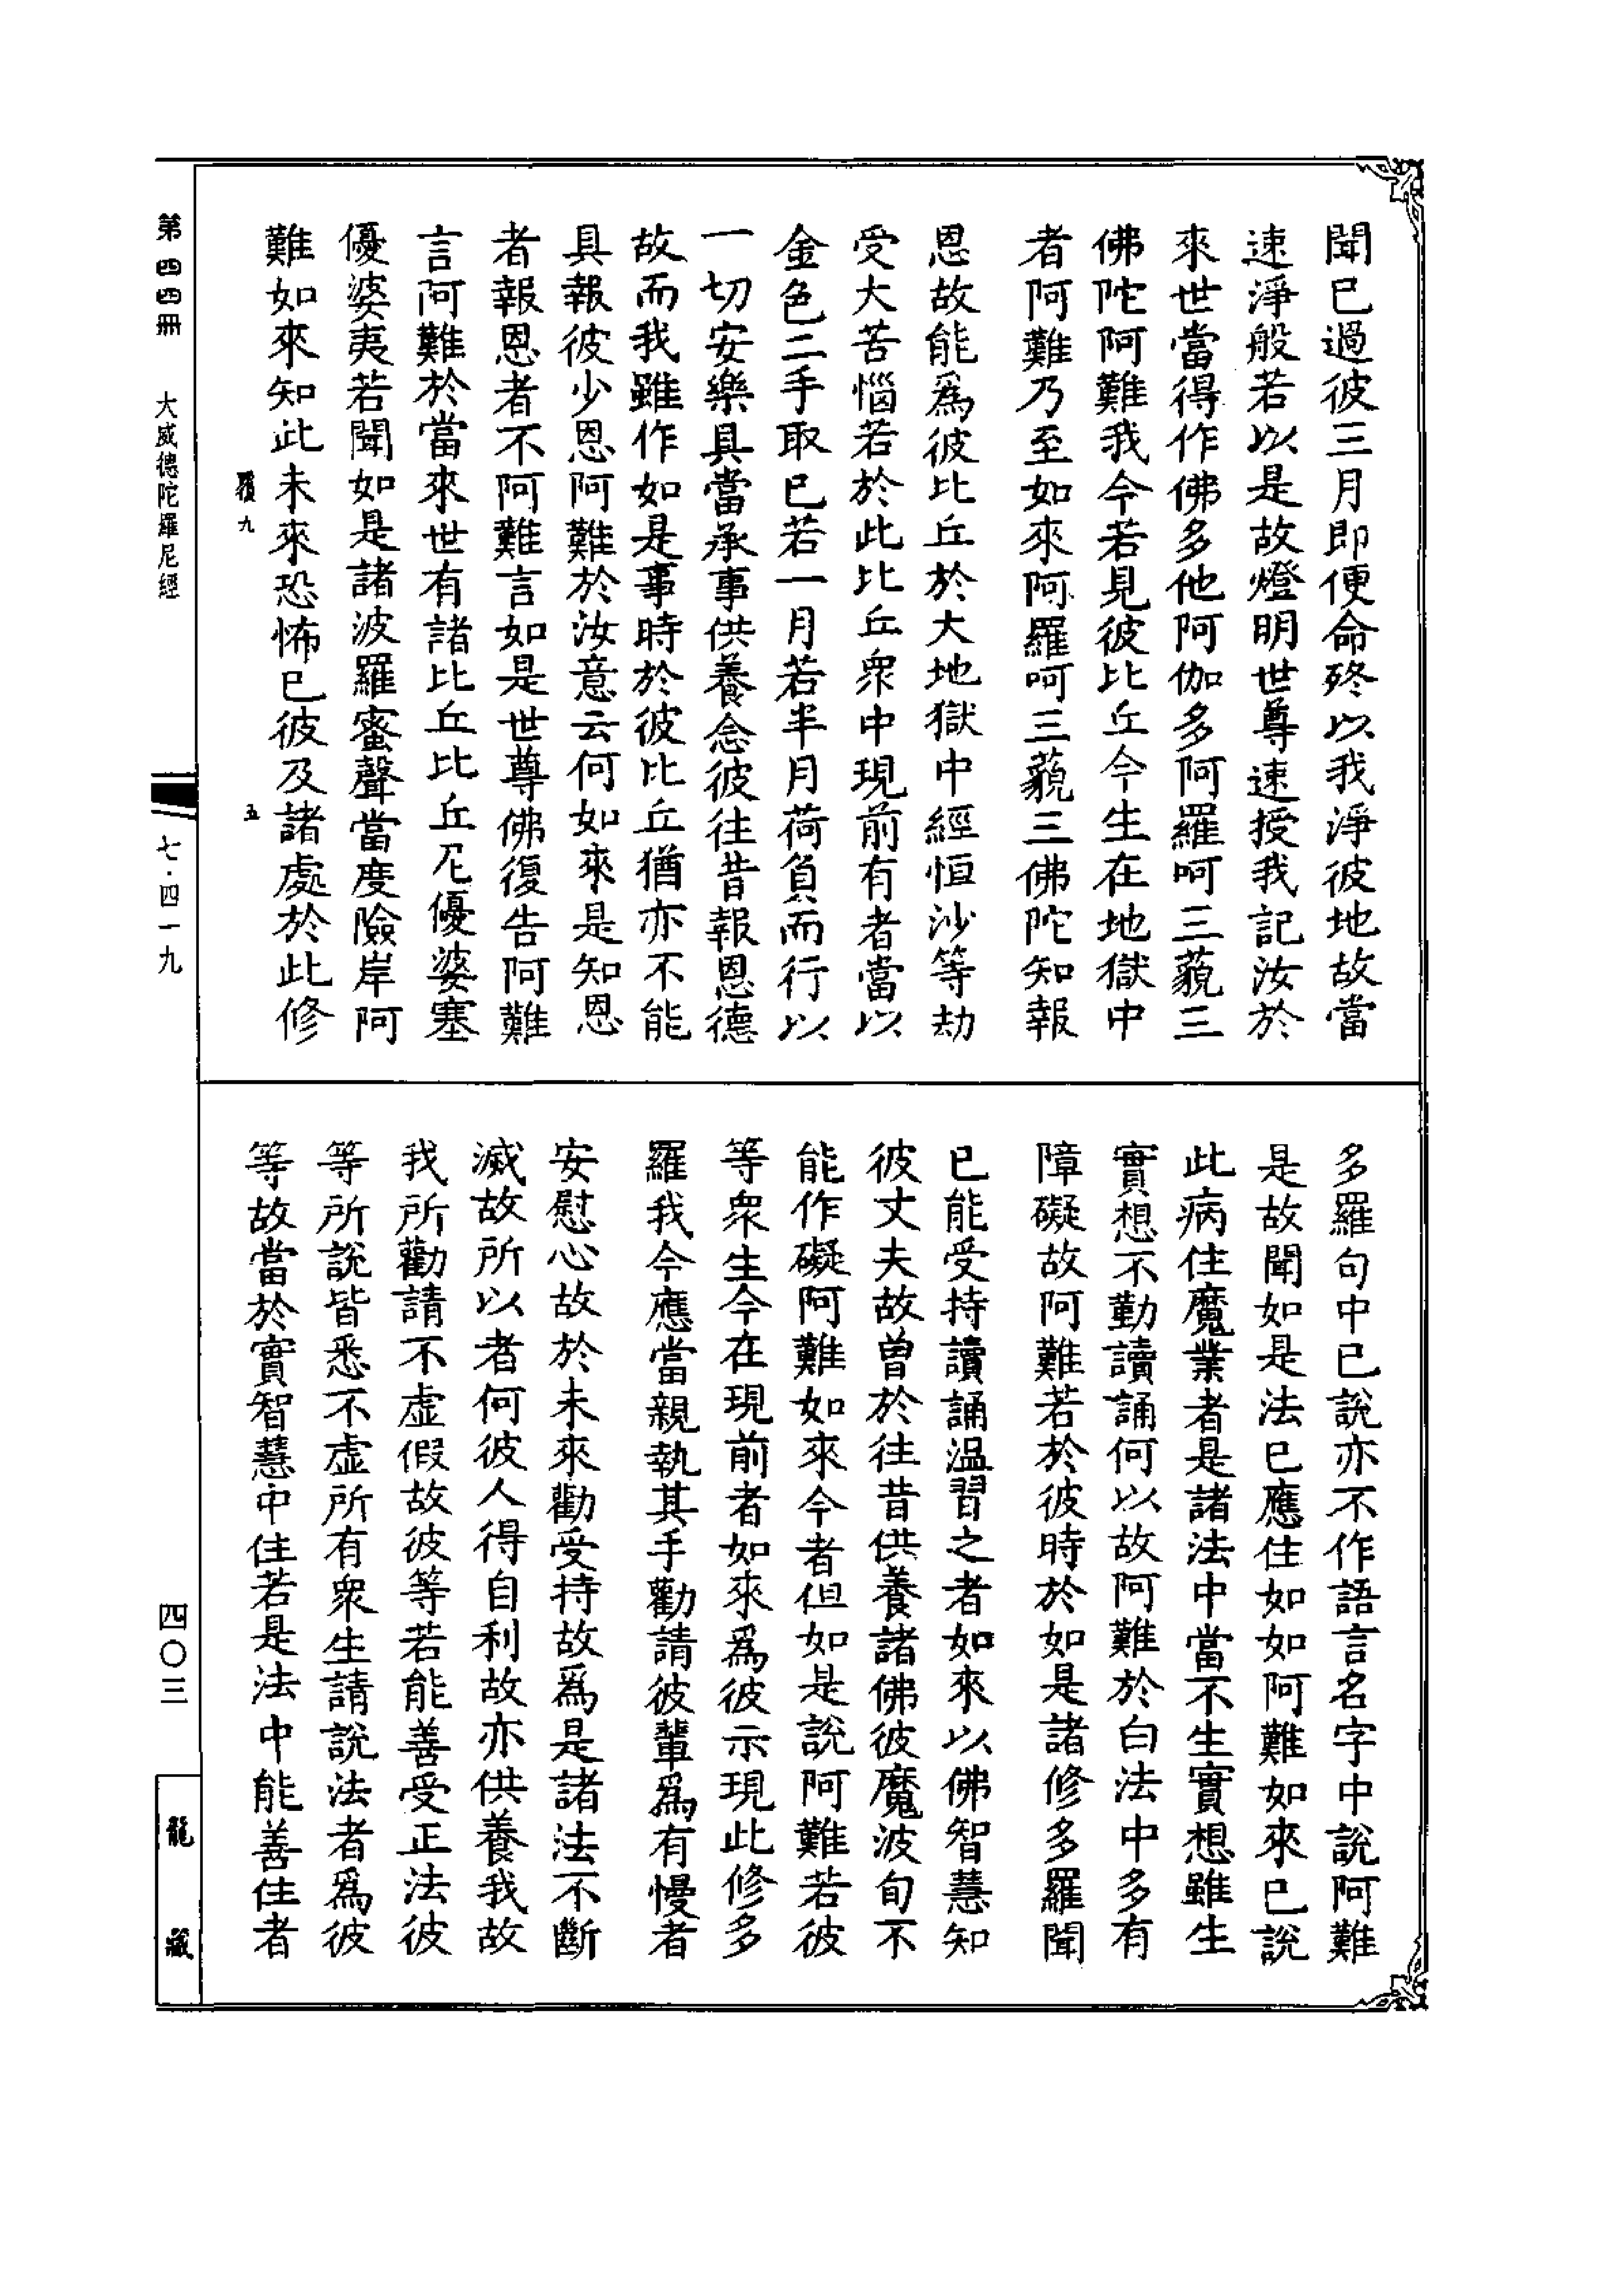 聞已過彼三月即便命終以我淨彼地故當
速淨般若以是故燈明世尊速授我記汝於
來世當得作佛多他阿伽多阿羅呵三藐三
佛陀阿難我今若見彼比丘今生在地獄中
者阿難乃至如來阿羅呵三藐三佛陀知報
恩故能爲彼比丘於大地獄中經恒沙等劫
受大苦惱若於此比丘衆中現前有者當以
金色二手取已若一月若半月荷負而行以
一切安樂具當承事供養念彼往昔報恩德
故而我雖作如是事時於彼比丘猶亦不能
具報彼少恩阿難於汝意云何如來是知恩
者報恩者不阿難言如是世尊佛復告阿難
言阿難於當來世有諸比丘比丘尼優婆塞
優婆夷若聞如是諸波羅蜜聲當度險岸阿
難如來知此未來恐怖已彼及諸處於此修
九
五
多羅句中已說亦不作語言名字中說阿難
是故聞如是法已應住如如阿難如來已說
此病住魔業者是諸法中當不生實想雖生
實想不勤讀誦何以故阿難於白法中多有
障礙故阿難若於彼時於如是諸修多羅聞
已能受持讀誦温習之者如來以佛智慧知
彼丈夫故曾於往昔供養諸佛彼魔波旬不
能作礙阿難如來今者但如是說阿難若彼
等衆生今在現前者如來爲彼示現此修多
羅我今應當親執其手勸請彼輩爲有慢者
安慰心故於未來勸受持故爲是諸法不斷
滅故所以者何彼人得自利故亦供養我故
我所勸請不虛假故彼等若能善受正法彼
等所說皆悉不虛所有衆生請說法者爲彼
等故當於實智慧中住若是法中能善住者
第四四冊 大威德陀羅尼經
七·四一九
四〇三
龍藏